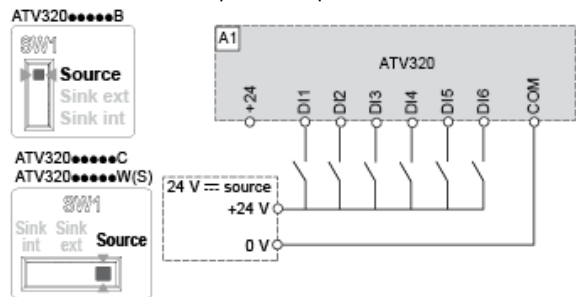 ATV320●●●●●B
SW1
Source
Sink ext
Sink int
ATV320●●●●●C
ATV320●●●●●W(S)
SW1
Sink int
Sink ext
Source
A1
ATV320
+24
DI1
DI2
DI3
DI4
DI5
DI6
COM
24 V ⎓ source
+24 V
0 V